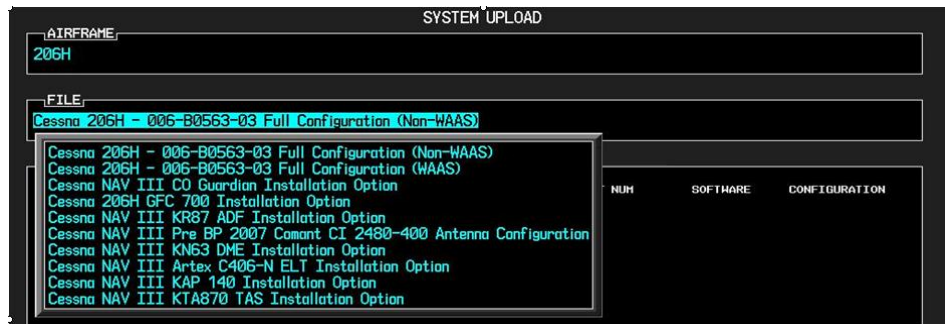 SYSTEM UPLOAD
AIRFRAME
206H
FILE
Cessna 206H - 006-B0563-03 Full Configuration (Non-WAAS)
Cessna 206H - 006-B0563-03 Full Configuration (Non-WAAS)
Cessna 206H - 006-B0563-03 Full Configuration (WAAS)
Cessna NAV III CO Guardian Installation Option
Cessna 206H GFC 700 Installation Option
Cessna NAV III KR87 ADF Installation Option
Cessna NAV III Pre BP 2007 Comant CI 2480-400 Antenna Configuration
Cessna NAV III KN63 DME Installation Option
Cessna NAV III Artex C406-N ELT Installation Option
Cessna NAV III KAP 140 Installation Option
Cessna NAV III KTA870 TAS Installation Option
NUM SOFTWARE CONFIGURATION